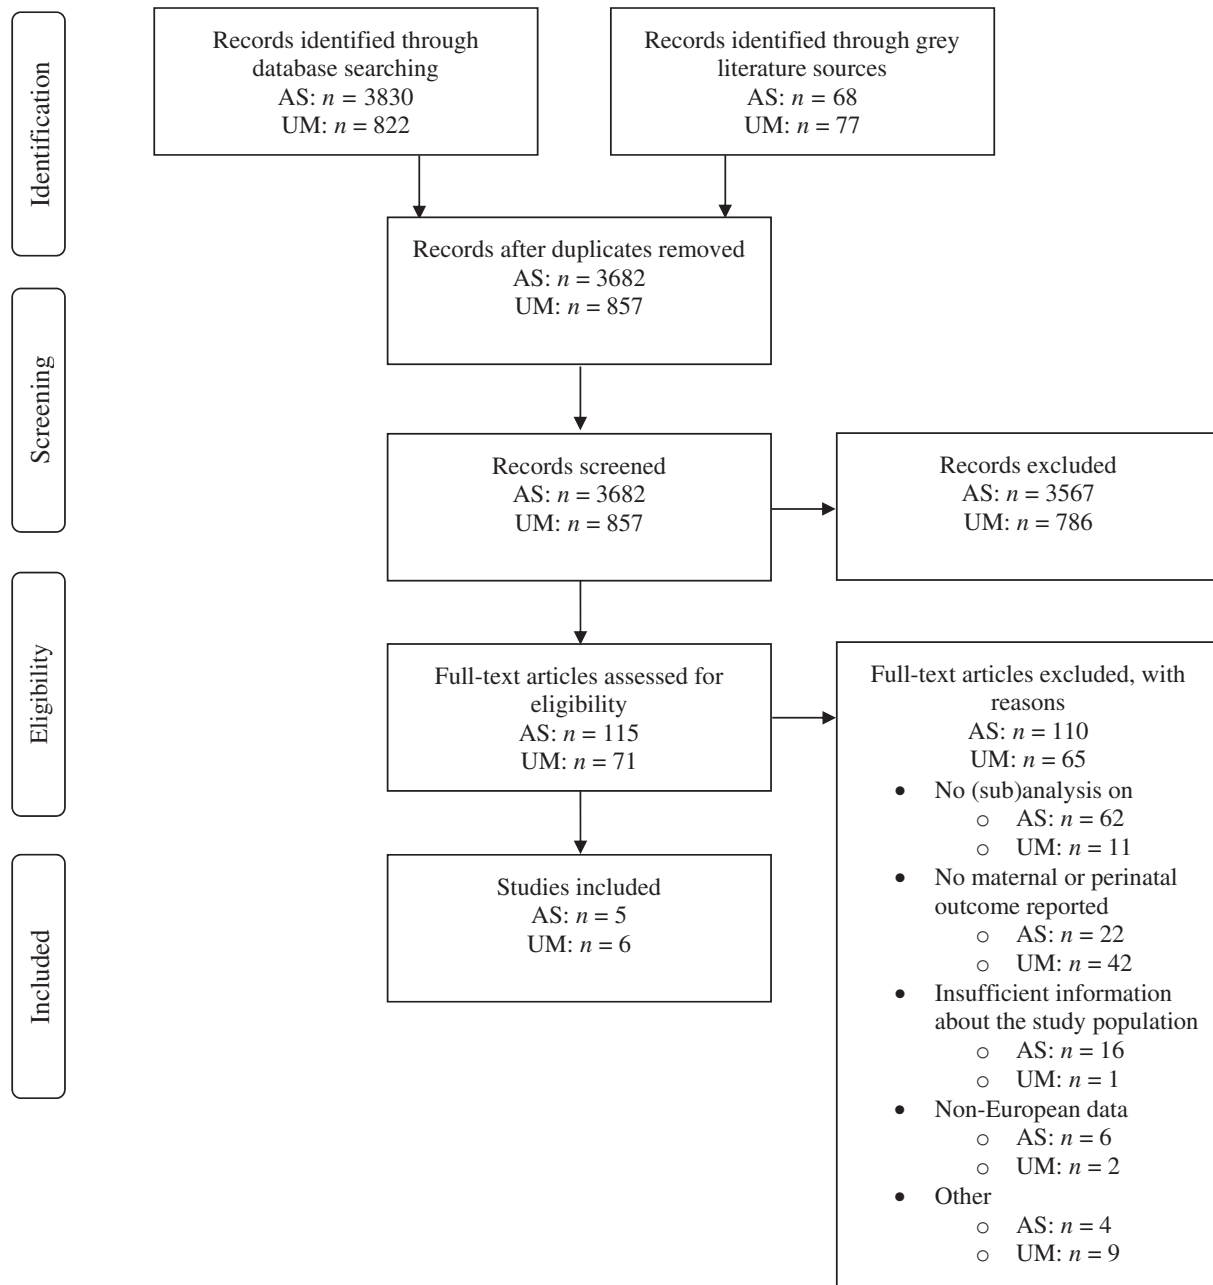 Identification
Records identified through
database searching
AS: n = 3830
UM: n = 822
Records identified through grey
literature sources
AS: n = 68
UM: n = 77
Records after duplicates removed
AS: n = 3682
UM: n = 857
Screening
Records screened
AS: n = 3682
UM: n = 857
Records excluded
AS: n = 3567
UM: n = 786
Eligibility
Full-text articles assessed for
eligibility
AS: n = 115
UM: n = 71
Full-text articles excluded, with
reasons
AS: n = 110
UM: n = 65
• No (sub)analysis on
○ AS: n = 62
○ UM: n = 11
• No maternal or perinatal
outcome reported
○ AS: n = 22
○ UM: n = 42
• Insufficient information
about the study population
○ AS: n = 16
○ UM: n = 1
• Non-European data
○ AS: n = 6
○ UM: n = 2
• Other
○ AS: n = 4
○ UM: n = 9
Included
Studies included
AS: n = 5
UM: n = 6